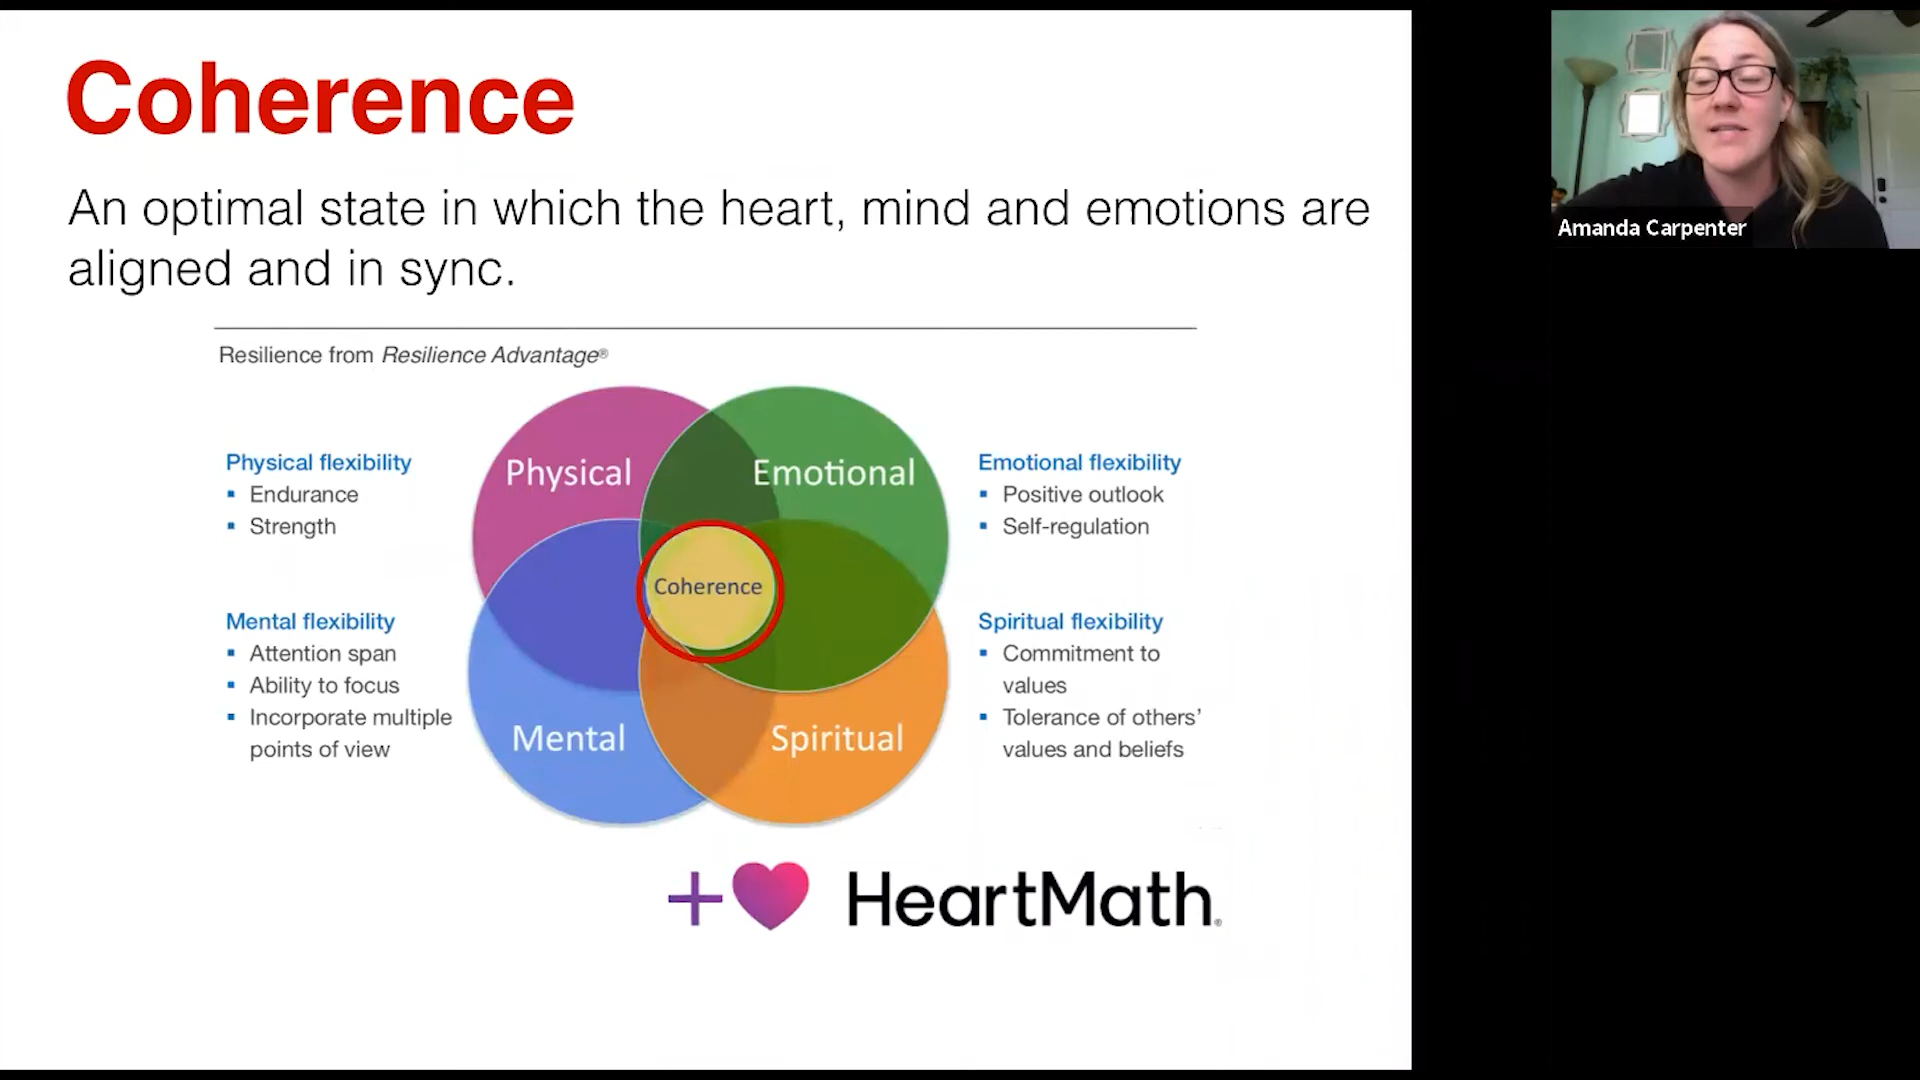 Coherence
An optimal state in which the heart, mind and emotions are
aligned and in sync.
Resilience from Resilience Advantage®
Physical flexibility
▪ Endurance
▪ Strength
Mental flexibility
▪ Attention span
▪ Ability to focus
▪ Incorporate multiple
points of view
Physical
Emotional
Coherence
Mental
Spiritual
Emotional flexibility
▪ Positive outlook
▪ Self-regulation
Spiritual flexibility
▪ Commitment to
values
▪ Tolerance of others’
values and beliefs
+ HeartMath®
Amanda Carpenter